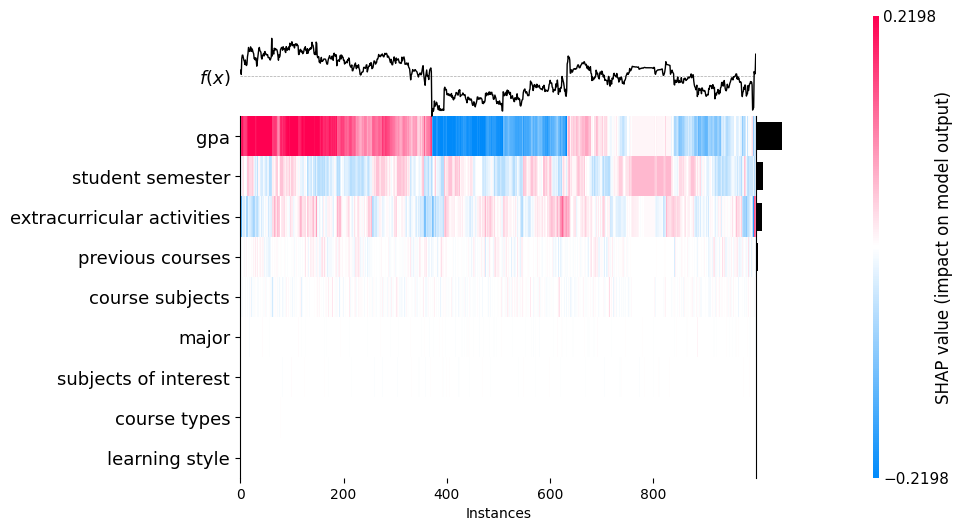 0.2198
f(x)
gpa
student semester
extracurricular activities
previous courses
course subjects
major
subjects of interest
course types
learning style
0 200 400 600 800
Instances
−0.2198
SHAP value (impact on model output)